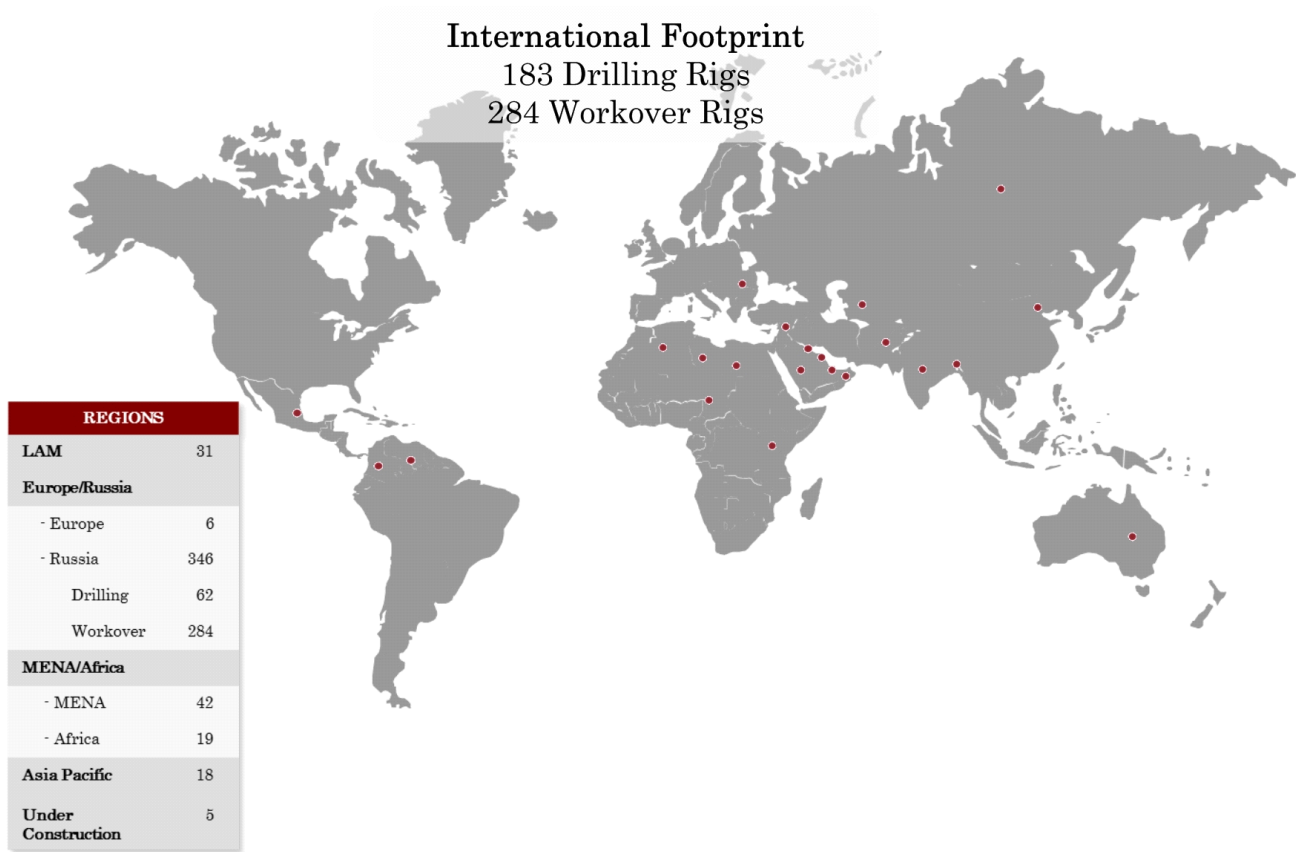 International Footprint
183 Drilling Rigs
284 Workover Rigs
REGIONS
LAM 31
Europe/Russia
- Europe 6
- Russia 346
Drilling 62
Workover 284
MENA/Africa
- MENA 42
- Africa 19
Asia Pacific 18
Under 5
Construction